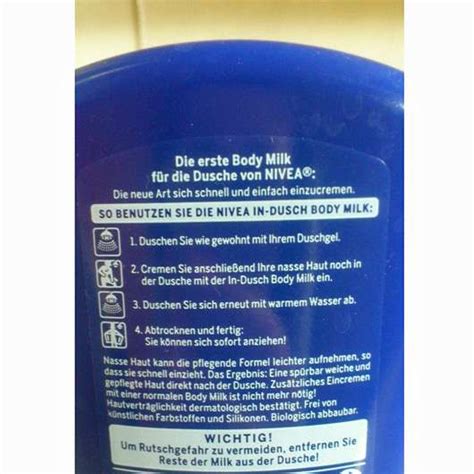 Die erste Body Milk
für die Dusche von NIVEA®:
Die neue Art sich schnell und einfach einzucremen.
SO BENUTZEN SIE DIE NIVEA IN-DUSCH BODY MILK:
1. Duschen Sie wie gewohnt mit Ihrem Duschgel.
2. Cremen Sie anschließend Ihre nasse Haut noch in
der Dusche mit der In-Dusch Body Milk ein.
3. Duschen Sie sich erneut mit warmem Wasser ab.
4. Abtrocknen und fertig:
Sie können sich sofort anziehen!
Nasse Haut kann die pflegende Formel leichter aufnehmen, so
dass sie schnell einzieht. Das Ergebnis: Eine spürbar weiche und
gepflegte Haut direkt nach der Dusche. Zusätzliches Eincremen
mit einer normalen Body Milk ist nicht mehr nötig!
Hautverträglichkeit dermatologisch bestätigt. Frei von
künstlichen Farbstoffen und Silikonen. Biologisch abbaubar.
WICHTIG!
Um Rutschgefahr zu vermeiden, entfernen Sie
Reste der Milk aus der Dusche!